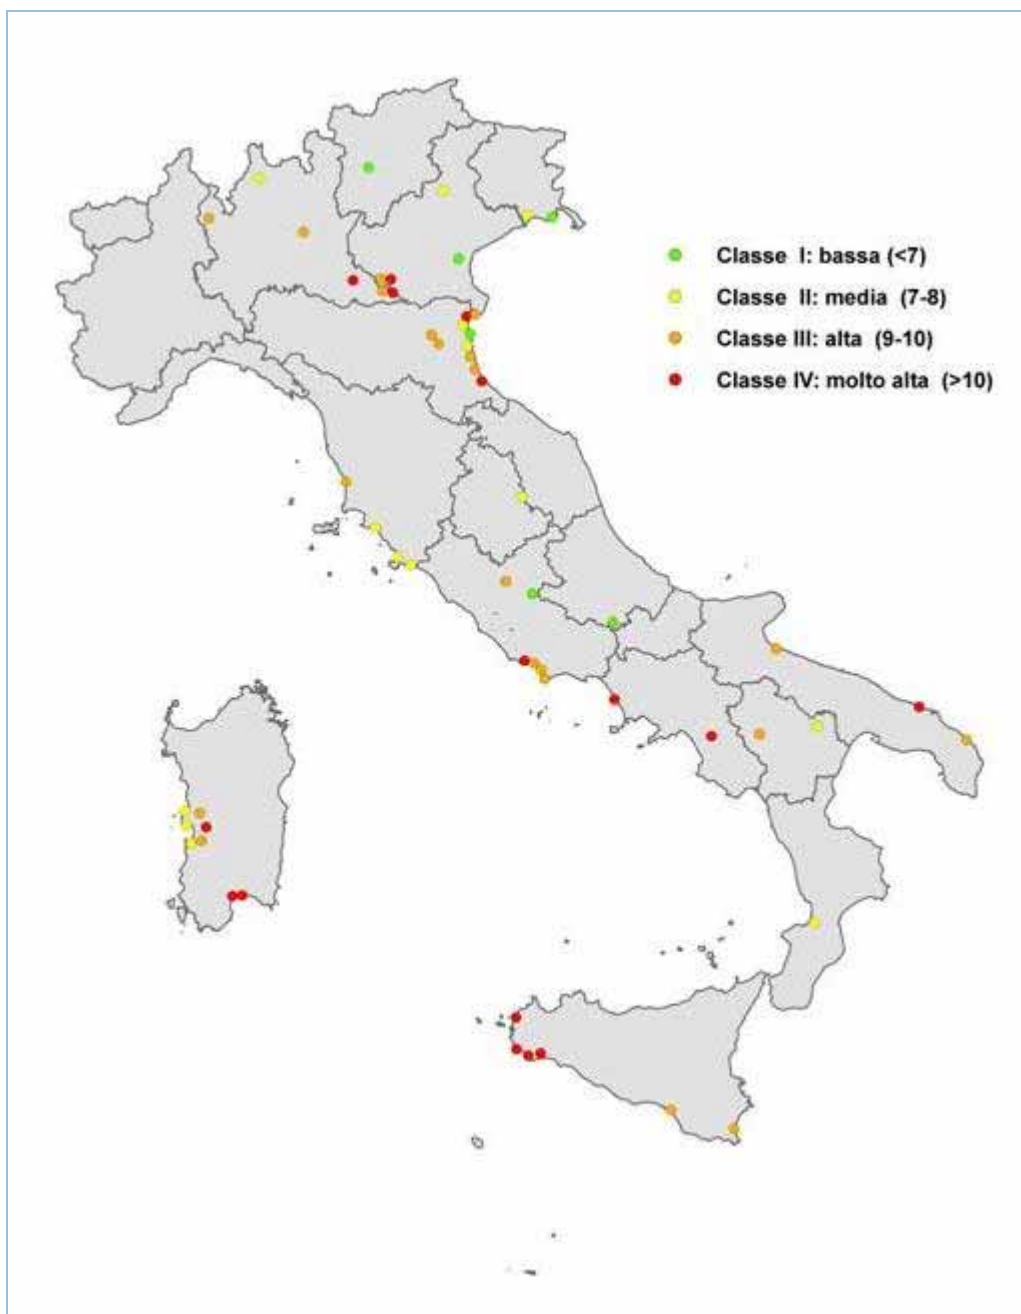 Classe I: bassa (<7)
Classe II: media (7-8)
Classe III: alta (9-10)
Classe IV: molto alta (>10)